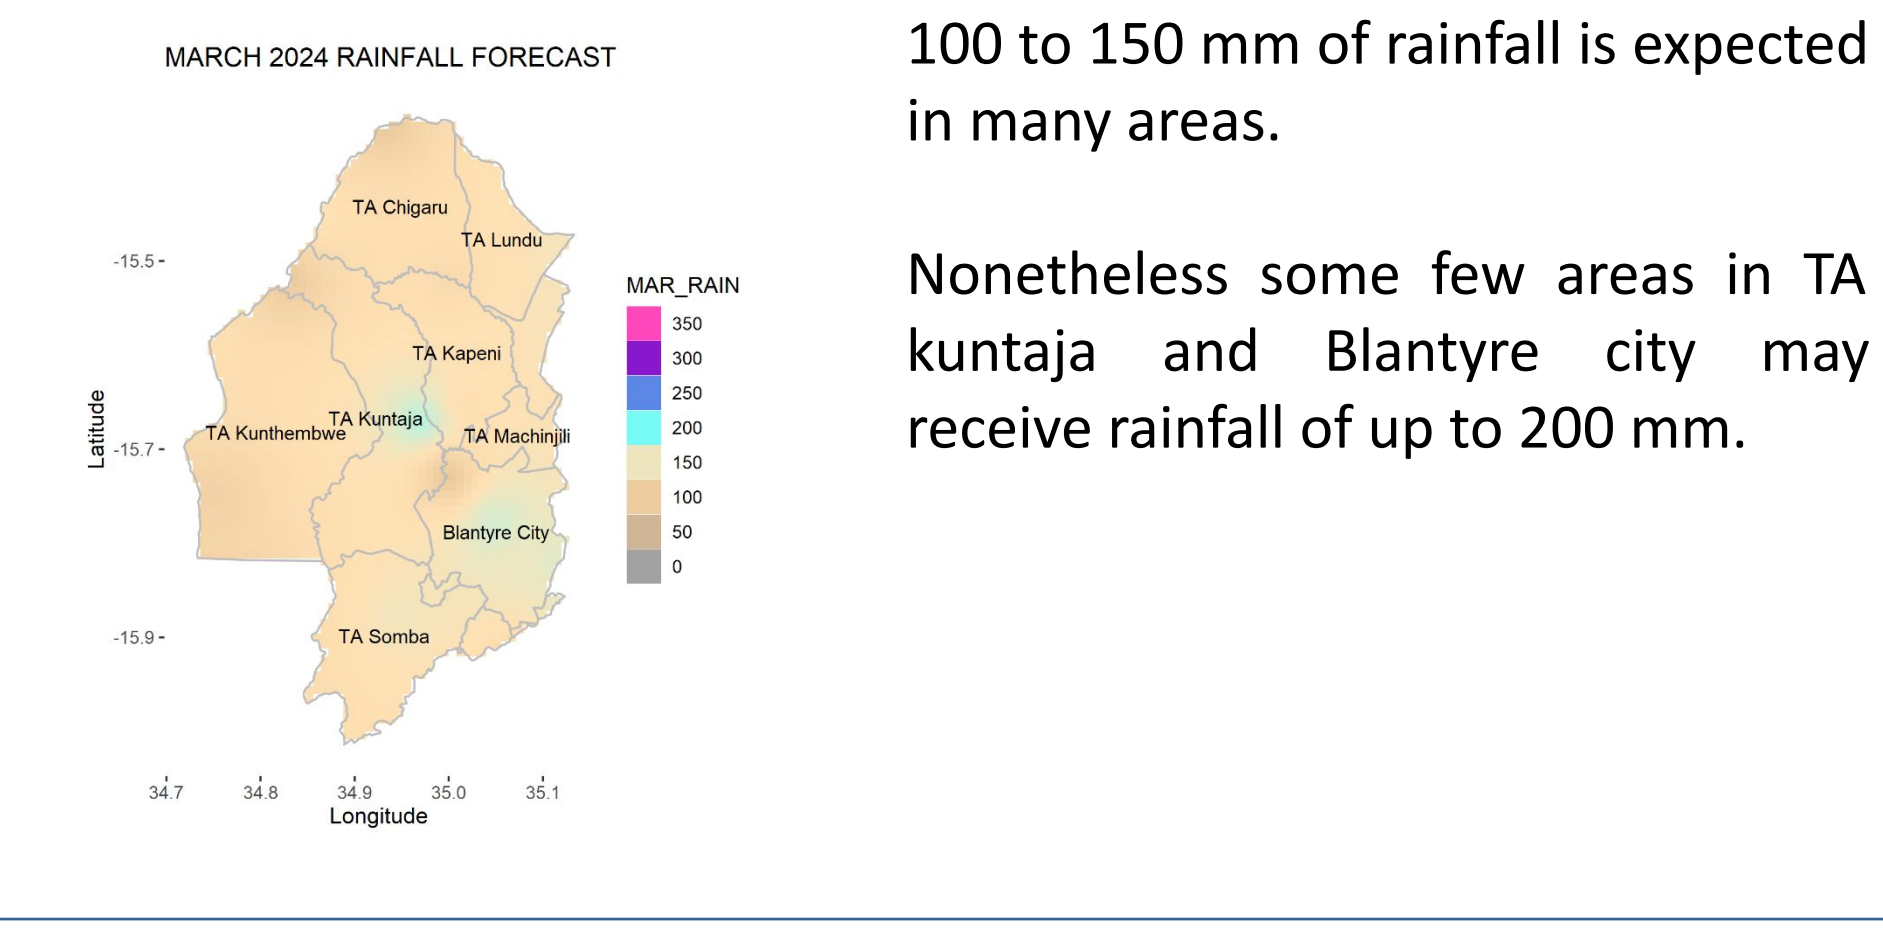 MARCH 2024 RAINFALL FORECAST
100 to 150 mm of rainfall is expected
in many areas.
Nonetheless some few areas in TA
kuntaja and Blantyre city may
receive rainfall of up to 200 mm.
TA Chigaru
TA Lundu
TA Kapeni
TA Kuntaja
TA Kunthembwe
TA Machinjili
Blantyre City
TA Somba
Latitude
-15.5
-15.7
-15.9
34.7 34.8 34.9 35.0 35.1
Longitude
MAR_RAIN
350
300
250
200
150
100
50
0